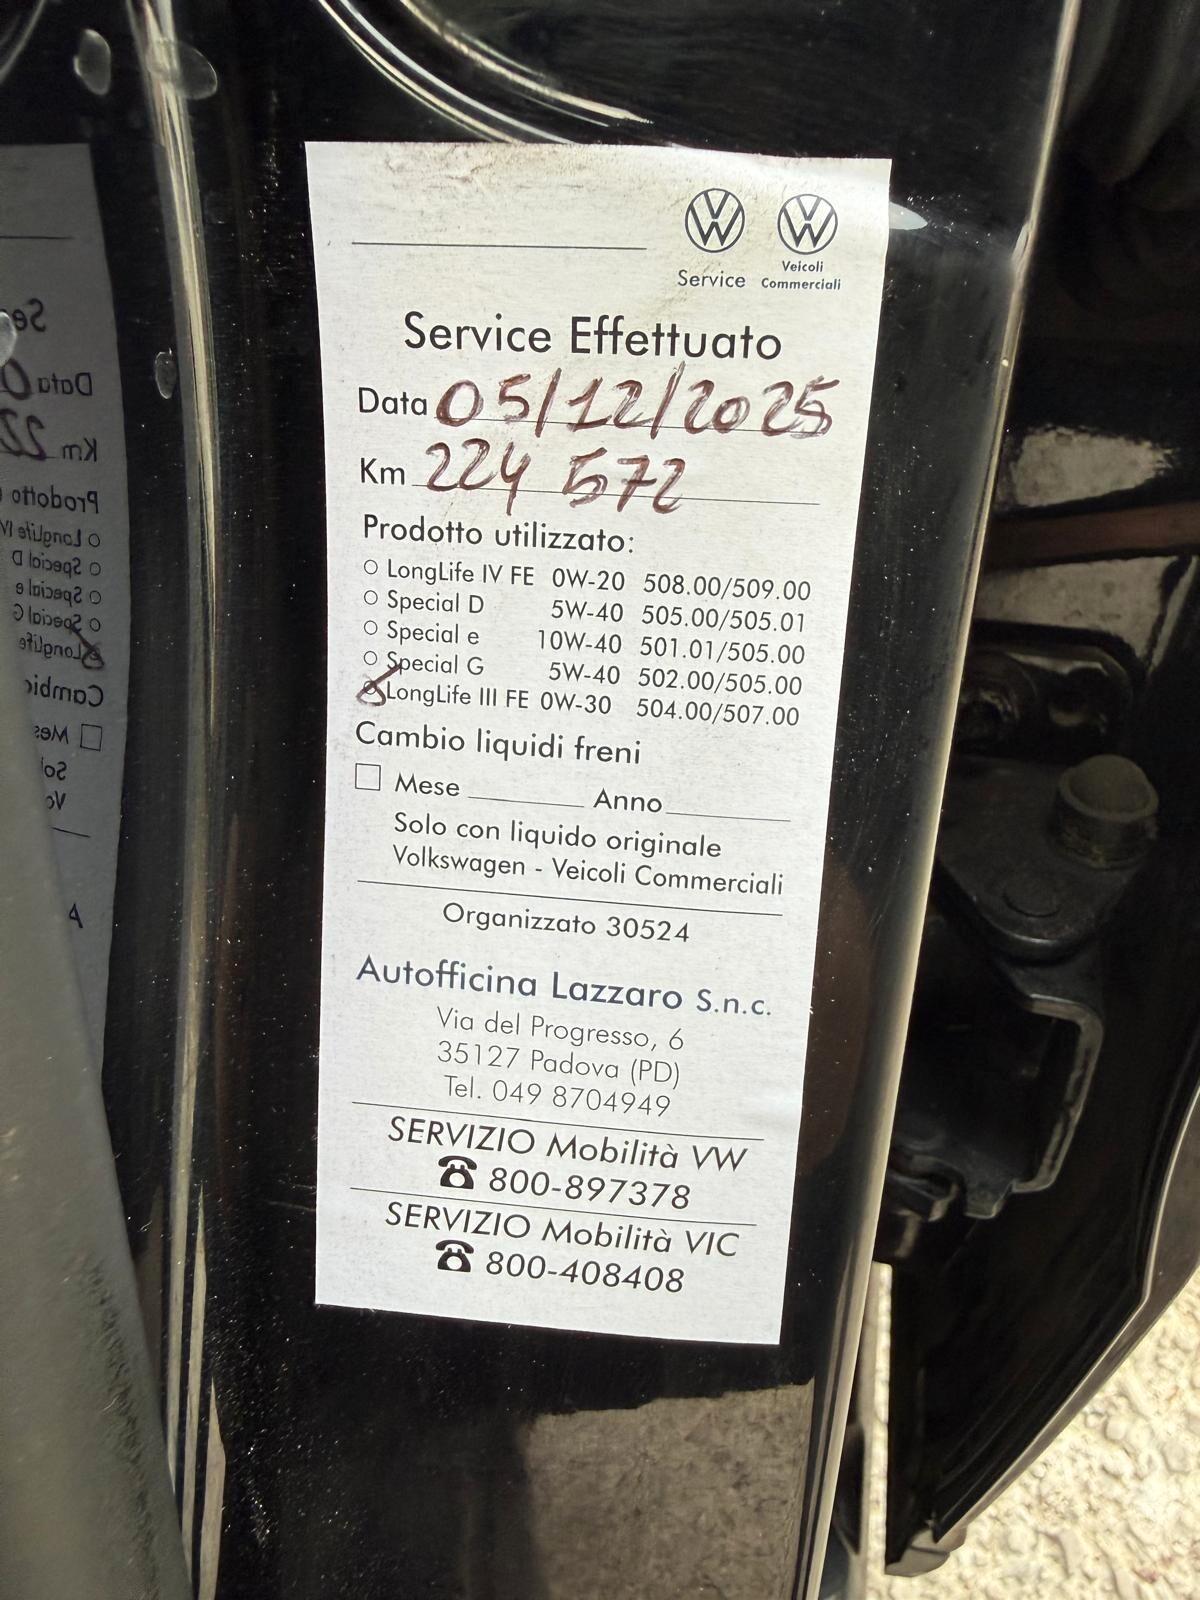 Service
Veicoli
Commerciali
Service Effettuato
Data 05/12/2025
Km 224 572
Prodotto utilizzato:
LongLife IV FE 0W-20 508.00/509.00
Special D 5W-40 505.00/505.01
Special e 10W-40 501.01/505.00
Special G 5W-40 502.00/505.00
LongLife III FE 0W-30 504.00/507.00
Cambio liquidi freni
Mese Anno
Solo con liquido originale
Volkswagen - Veicoli Commerciali
Organizzato 30524
Autofficina Lazzaro S.n.c.
Via del Progresso, 6
35127 Padova (PD)
Tel. 049 8704949
SERVIZIO Mobilità VW
800-897378
SERVIZIO Mobilità VIC
800-408408